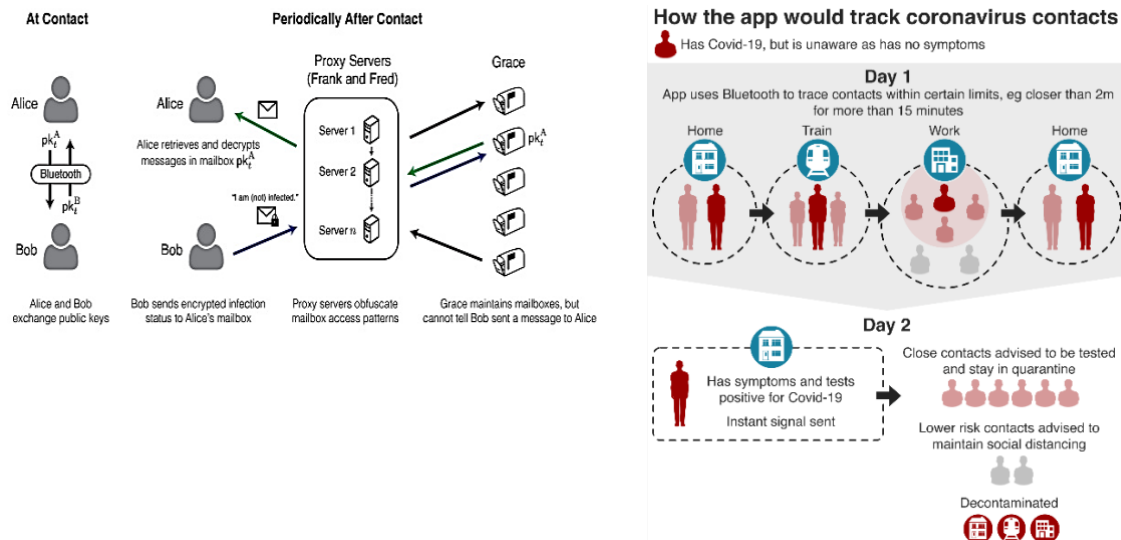 At Contact
Alice
pk_t^A
Bluetooth
pk_t^B
Bob
Alice and Bob
exchange public keys
Periodically After Contact
Alice
Alice retrieves and decrypts
messages in mailbox pk_t^A
"I am (not) infected."
Bob
Bob sends encrypted infection
status to Alice's mailbox
Proxy Servers
(Frank and Fred)
Server 1
Server 2
Server n
Proxy servers obfuscate
mailbox access patterns
Grace
pk_t^A
Grace maintains mailboxes, but
cannot tell Bob sent a message to Alice
How the app would track coronavirus contacts
Has Covid-19, but is unaware as has no symptoms
Day 1
App uses Bluetooth to trace contacts within certain limits, eg closer than 2m
for more than 15 minutes
Home
Train
Work
Home
Day 2
Has symptoms and tests
positive for Covid-19
Instant signal sent
Close contacts advised to be tested
and stay in quarantine
Lower risk contacts advised to
maintain social distancing
Decontaminated